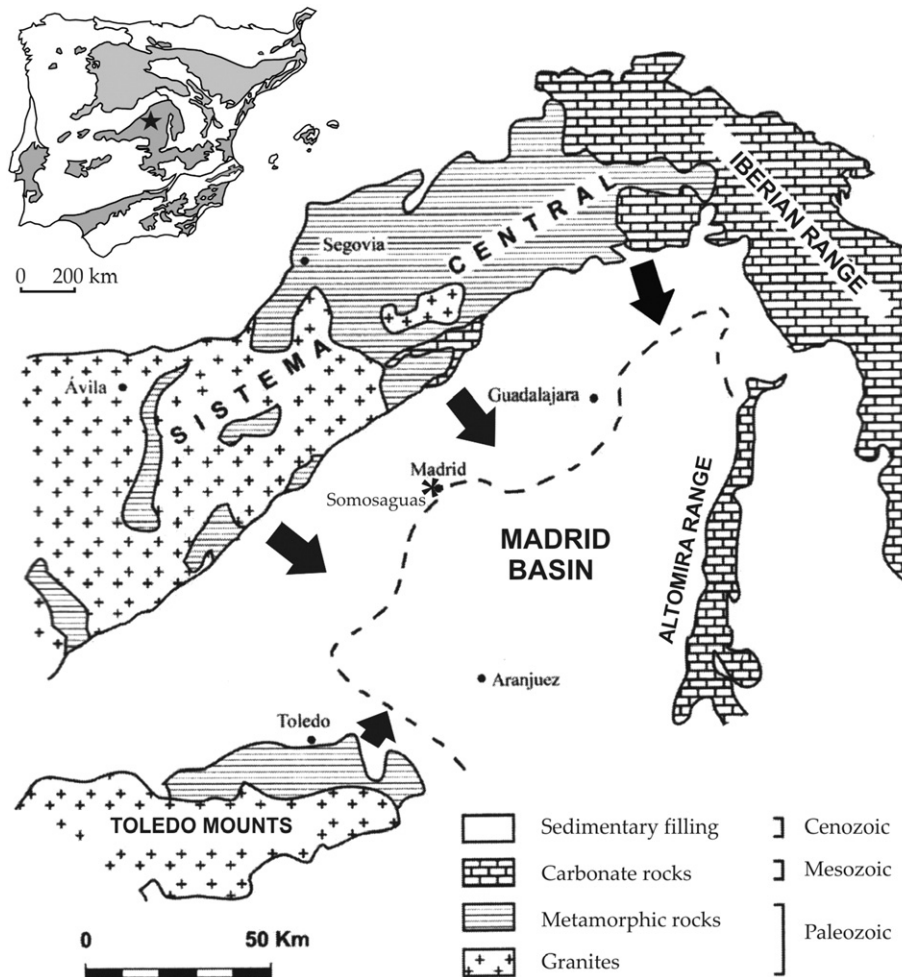 0 200 km
Segovia
SISTEMA CENTRAL
IBERIAN RANGE
Ávila
Guadalajara
Madrid
Somosaguas
MADRID
BASIN
ALTOMIRA RANGE
Aranjuez
Toledo
TOLEDO MOUNTS
0 50 Km
Sedimentary filling Cenozoic
Carbonate rocks Mesozoic
Metamorphic rocks
Paleozoic
Granites